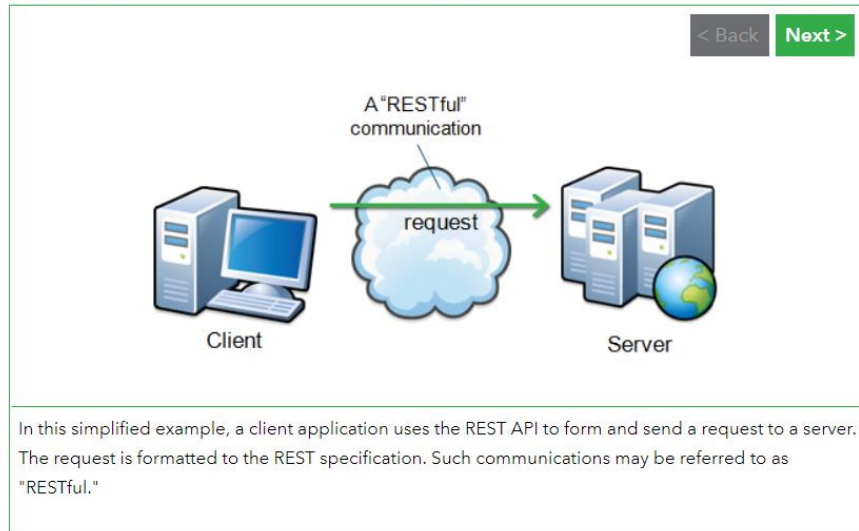 < Back Next >
A "RESTful"
communication
request
Client
Server
In this simplified example, a client application uses the REST API to form and send a request to a server.
The request is formatted to the REST specification. Such communications may be referred to as
"RESTful."